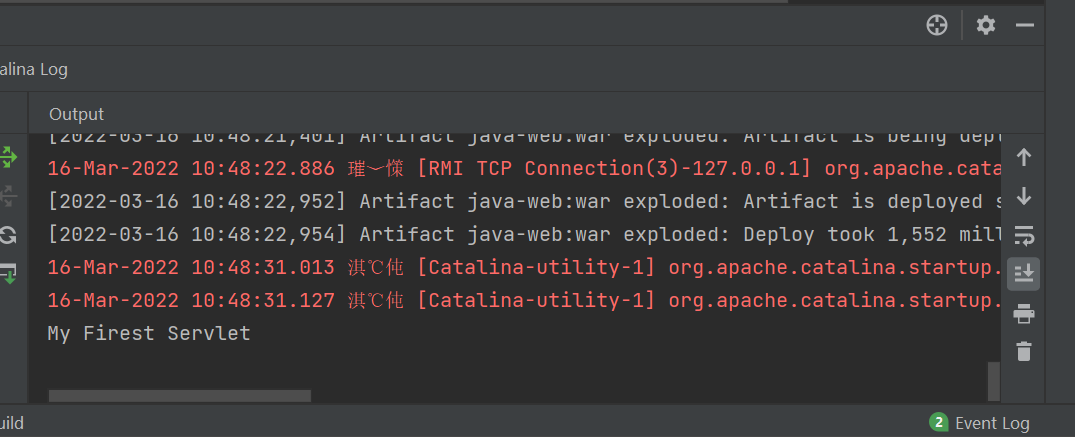 alina Log
Output
[2022-03-16 10:48:21,401] Artifact java-web:war exploded: Artifact is being depl
16-Mar-2022 10:48:22.886 璀﹀憡 [RMI TCP Connection(3)-127.0.0.1] org.apache.cata
[2022-03-16 10:48:22,952] Artifact java-web:war exploded: Artifact is deployed s
[2022-03-16 10:48:22,954] Artifact java-web:war exploded: Deploy took 1,552 mill
16-Mar-2022 10:48:31.013 淇℃伅 [Catalina-utility-1] org.apache.catalina.startup.
16-Mar-2022 10:48:31.127 淇℃伅 [Catalina-utility-1] org.apache.catalina.startup.
My Firest Servlet
uild
2 Event Log